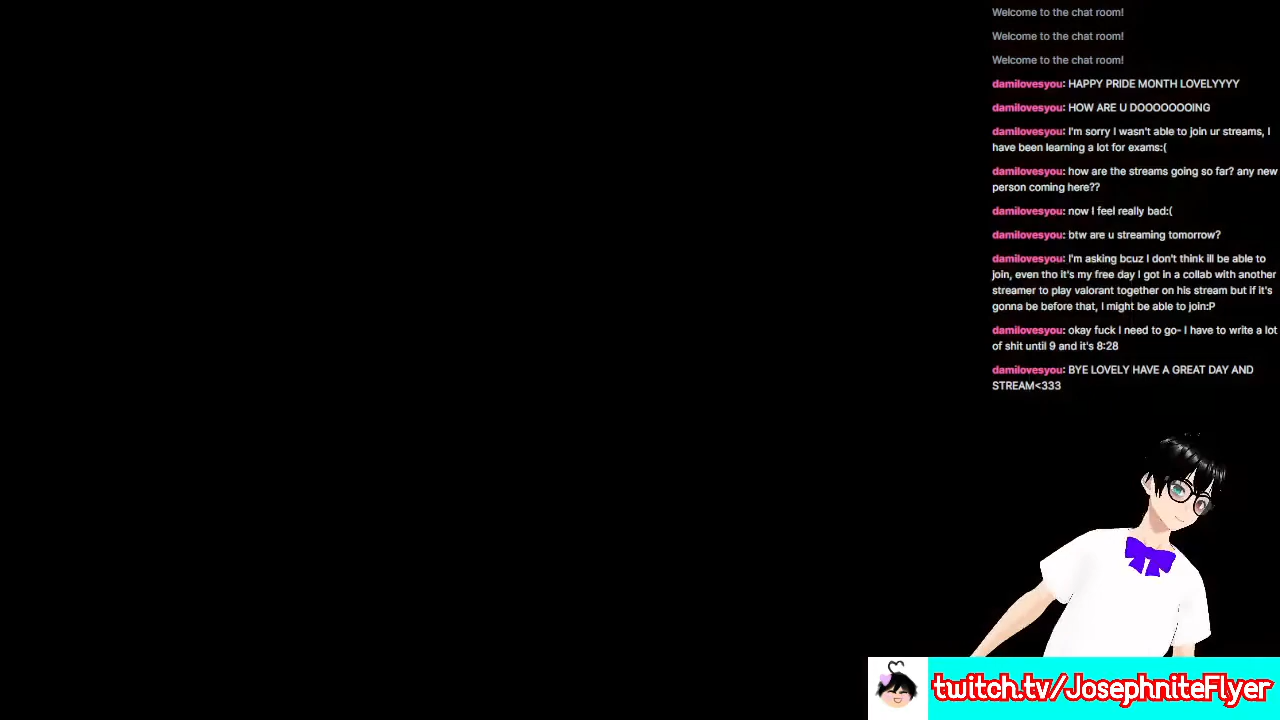 Welcome to the chat room!
Welcome to the chat room!
Welcome to the chat room!
damilovesyou: HAPPY PRIDE MONTH LOVELYYYY
damilovesyou: HOW ARE U DOOOOOOOING
damilovesyou: I'm sorry I wasn't able to join ur streams, I
have been learning a lot for exams:(
damilovesyou: how are the streams going so far? any new
person coming here??
damilovesyou: now I feel really bad:(
damilovesyou: btw are u streaming tomorrow?
damilovesyou: I'm asking bcuz I don't think ill be able to
join, even tho it's my free day I got in a collab with another
streamer to play valorant together on his stream but if it's
gonna be before that, I might be able to join:P
damilovesyou: okay fuck I need to go- I have to write a lot
of shit until 9 and it's 8:28
damilovesyou: BYE LOVELY HAVE A GREAT DAY AND
STREAM<333
twitch.tv/JosephniteFlyer